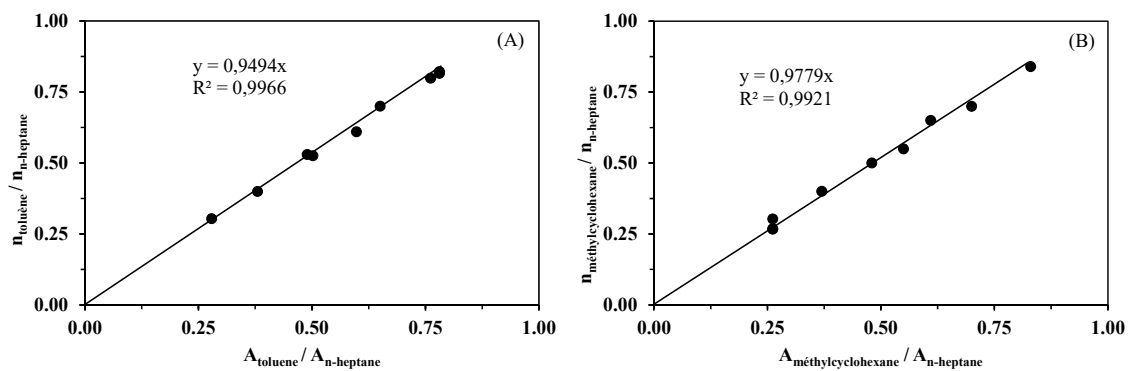 (A)
y = 0,9494x
R² = 0,9966
n toluène / n n-heptane
1.00
0.75
0.50
0.25
0.00
0.00 0.25 0.50 0.75 1.00
A toluene / A n-heptane
(B)
y = 0,9779x
R² = 0,9921
n méthylcyclohexane / n n-heptane
1.00
0.75
0.50
0.25
0.00
0.00 0.25 0.50 0.75 1.00
A méthylcyclohexane / A n-heptane